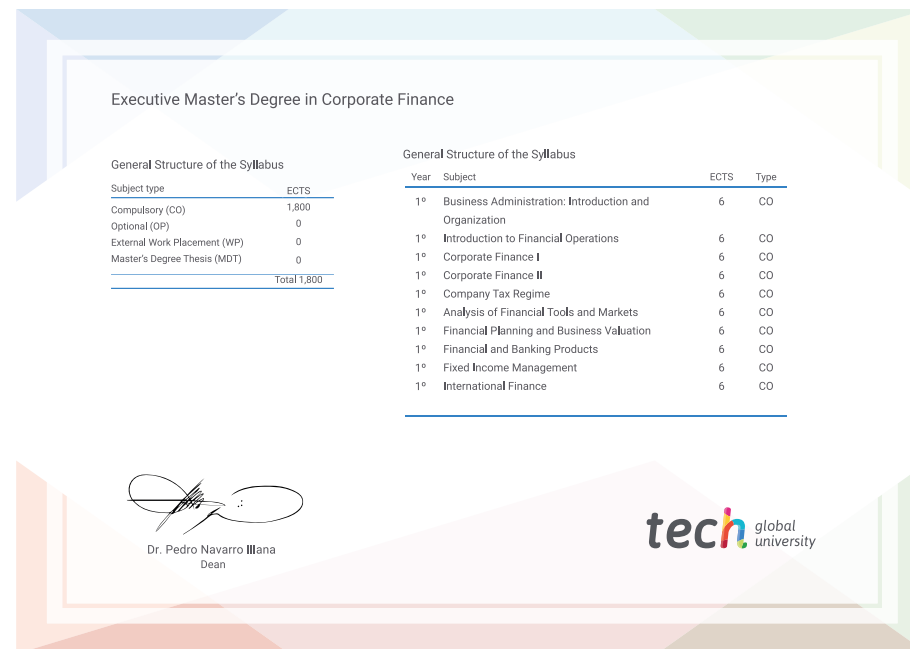 Executive Master's Degree in Corporate Finance
General Structure of the Syllabus
Subject type ECTS
Compulsory (CO) 1,800
Optional (OP) 0
External Work Placement (WP) 0
Master's Degree Thesis (MDT) 0
Total 1,800
General Structure of the Syllabus
Year Subject ECTS Type
1º Business Administration: Introduction and 6 CO
Organization
1º Introduction to Financial Operations 6 CO
1º Corporate Finance I 6 CO
1º Corporate Finance II 6 CO
1º Company Tax Regime 6 CO
1º Analysis of Financial Tools and Markets 6 CO
1º Financial Planning and Business Valuation 6 CO
1º Financial and Banking Products 6 CO
1º Fixed Income Management 6 CO
1º International Finance 6 CO
Dr. Pedro Navarro Illana
Dean
tech global
university